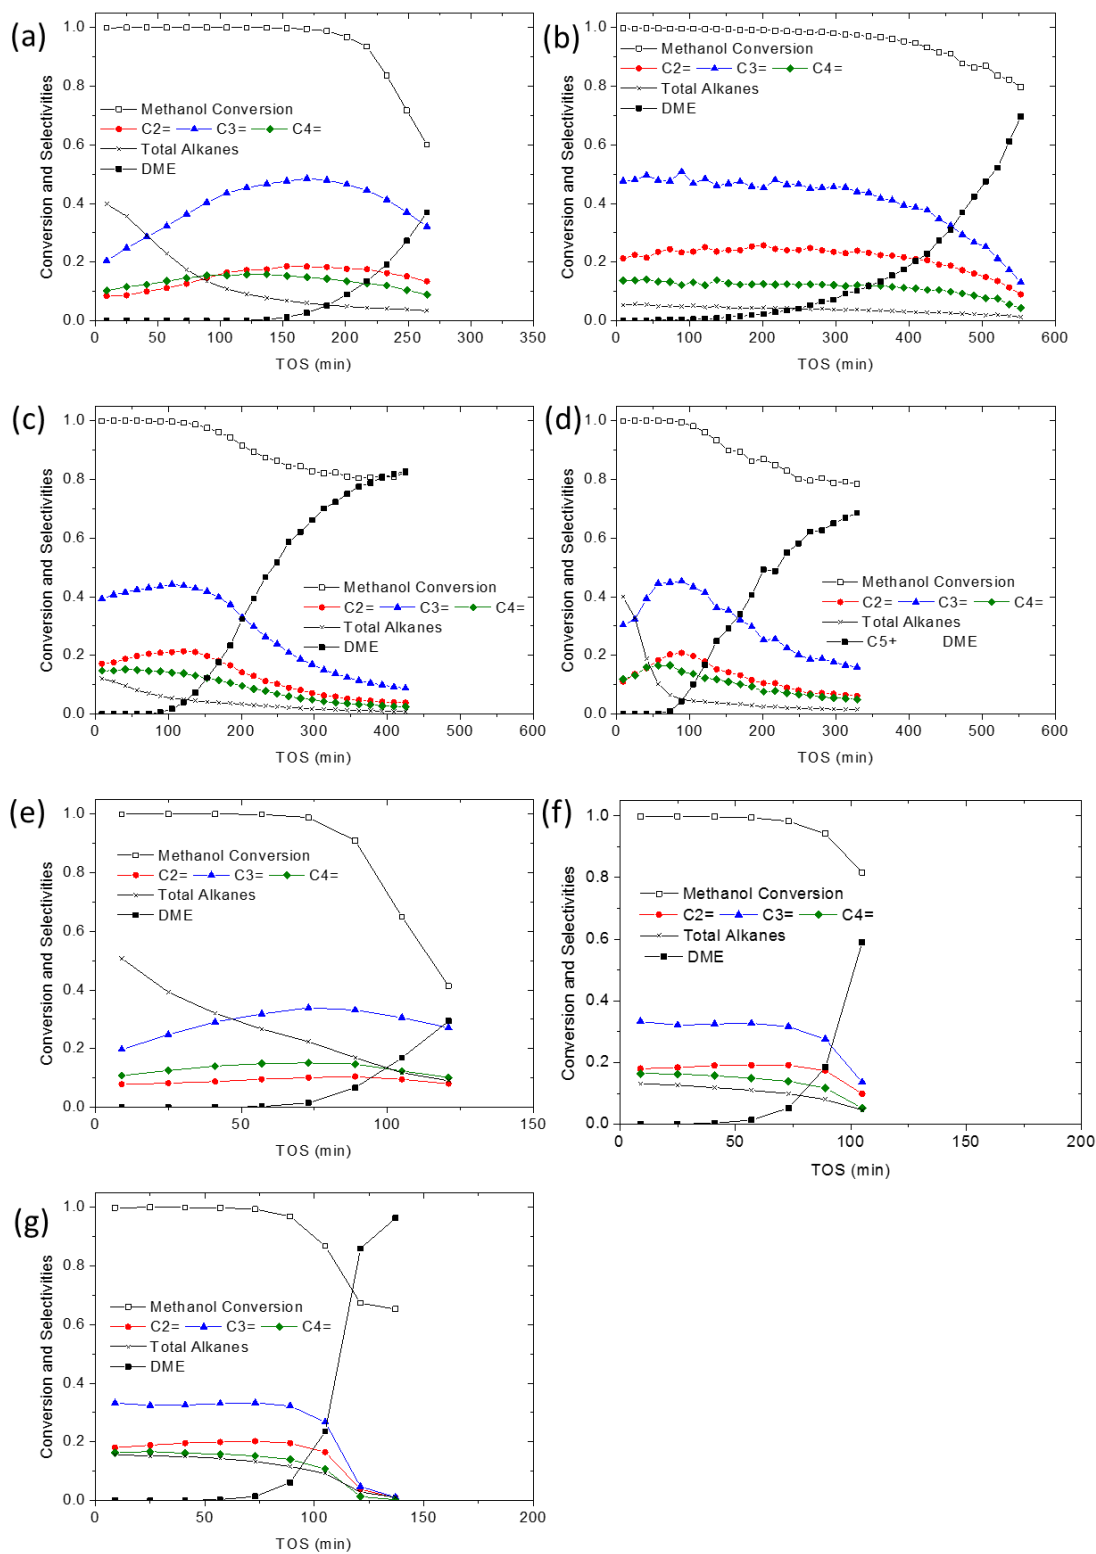 (a)
Conversion and Selectivities
1.0
0.8
0.6
0.4
0.2
0.0
Methanol Conversion
C2= C3= C4=
Total Alkanes
DME
0 50 100 150 200 250 300 350
TOS (min)
(b)
Conversion and Selectivities
1.0
0.8
0.6
0.4
0.2
0.0
Methanol Conversion
C2= C3= C4=
Total Alkanes
DME
0 100 200 300 400 500 600
TOS (min)
(c)
Conversion and Selectivities
1.0
0.8
0.6
0.4
0.2
0.0
Methanol Conversion
C2= C3= C4=
Total Alkanes
DME
0 100 200 300 400 500 600
TOS (min)
(d)
Conversion and Selectivities
1.0
0.8
0.6
0.4
0.2
0.0
Methanol Conversion
C2= C3= C4=
Total Alkanes
C5+ DME
0 100 200 300 400 500 600
TOS (min)
(e)
Conversion and Selectivities
1.0
0.8
0.6
0.4
0.2
0.0
Methanol Conversion
C2= C3= C4=
Total Alkanes
DME
0 50 100 150
TOS (min)
(f)
Conversion and Selectivities
1.0
0.8
0.6
0.4
0.2
0.0
Methanol Conversion
C2= C3= C4=
Total Alkanes
DME
0 50 100 150 200
TOS (min)
(g)
Conversion and Selectivities
1.0
0.8
0.6
0.4
0.2
0.0
Methanol Conversion
C2= C3= C4=
Total Alkanes
DME
0 50 100 150 200
TOS (min)